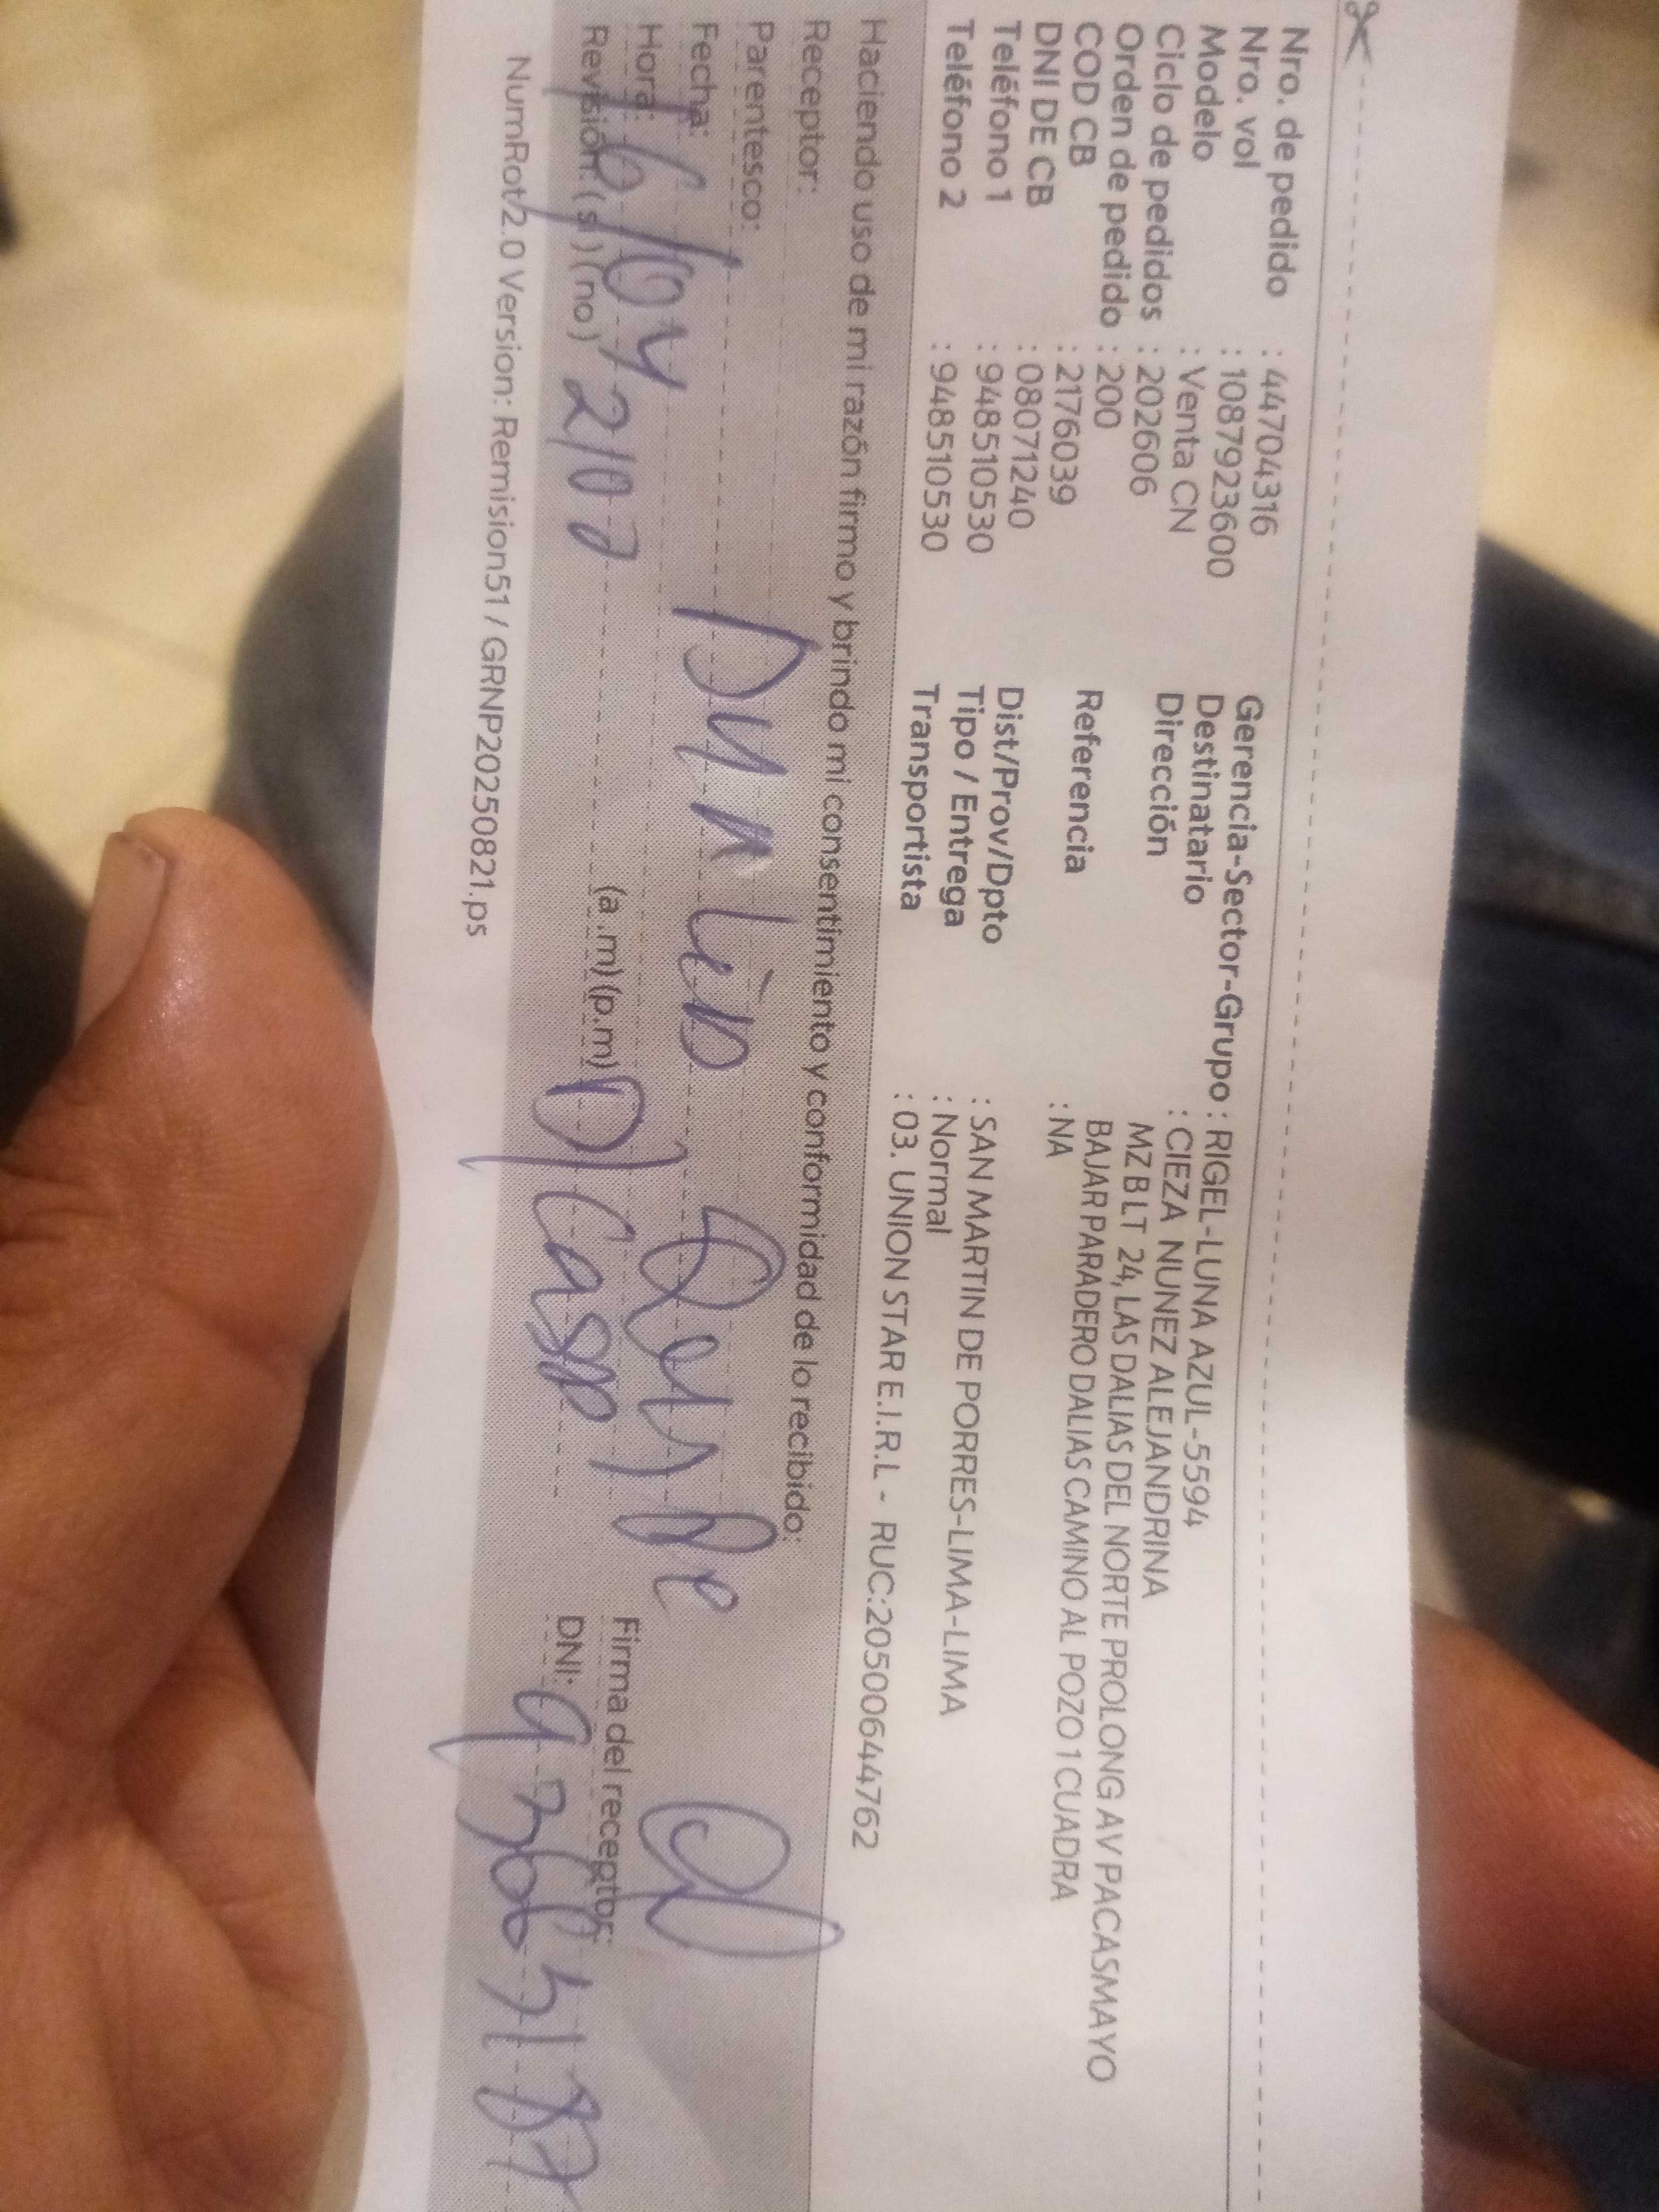 Nro. de pedido : 44704316
Nro. vol : 10879236​00
Modelo : Venta CN
Ciclo de pedidos : 202606
Orden de pedido : 200
COD CB : 2176039
DNI DE CB : 08071240
Teléfono 1 : 948510530
Teléfono 2 : 948510530
Gerencia-Sector-Grupo : RIGEL-LUNA AZUL-5594
Destinatario : CIEZA NUNEZ ALEJANDRINA
Dirección MZ B LT 24, LAS DALIAS DEL NORTE PROLONG AV PACASMAYO
BAJAR PARADERO DALIAS CAMINO AL POZO 1 CUADRA
Referencia : NA
Dist/Prov/Dpto : SAN MARTIN DE PORRES-LIMA-LIMA
Tipo / Entrega : Normal
Transportista : 03. UNION STAR E.I.R.L - RUC:20500644762
Haciendo uso de mi razón firmo y brindo mi consentimiento y conformidad de lo recibido:
Receptor:
Parentesco:
Fecha:
Hora: (a .m) (p.m)
Revisión: ( si ) ( no )
Firma del receptor:
DNI:
NumRot/2.0 Version: Remision51 / GRNP20250821.ps